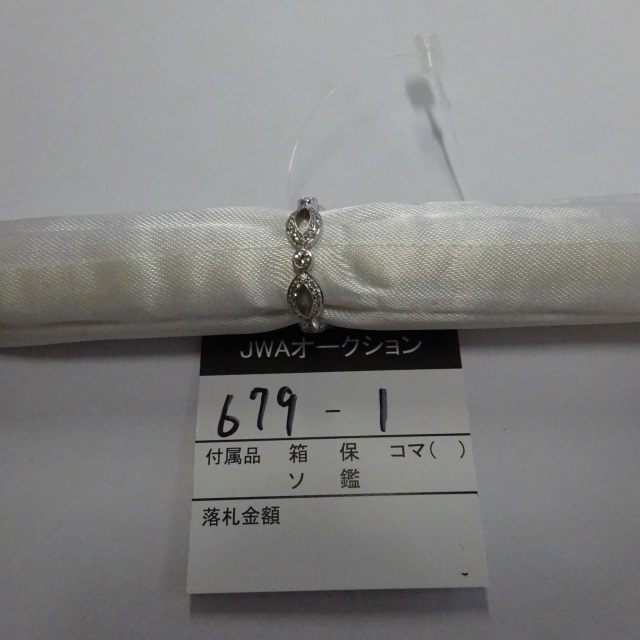 JWAオークション
679-1
付属品 箱 保 コマ( )
ソ 鑑
落札金額